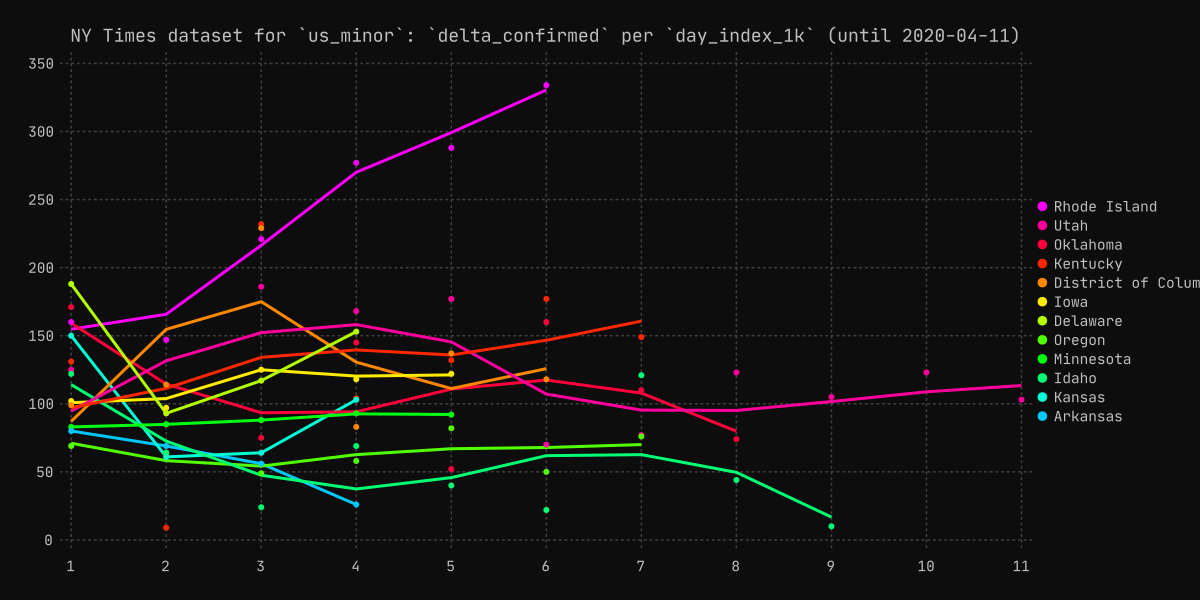 NY Times dataset for `us_minor`: `delta_confirmed` per `day_index_1k` (until 2020-04-11)
350
300
250
200
150
100
50
0
1 2 3 4 5 6 7 8 9 10 11
Rhode Island
Utah
Oklahoma
Kentucky
District of Colum
Iowa
Delaware
Oregon
Minnesota
Idaho
Kansas
Arkansas